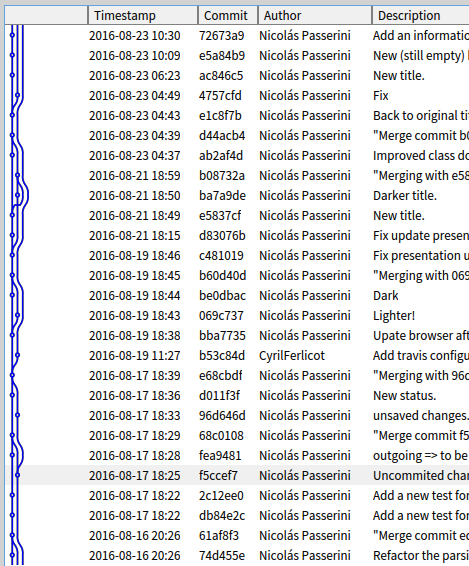 Timestamp Commit Author Description
2016-08-23 10:30 72673a9 Nicolás Passerini Add an informatio
2016-08-23 10:09 e5a84b9 Nicolás Passerini New (still empty) l
2016-08-23 06:23 ac846c5 Nicolás Passerini New title.
2016-08-23 04:49 4757cfd Nicolás Passerini Fix
2016-08-23 04:43 e1c8f7b Nicolás Passerini Back to original tit
2016-08-23 04:39 d44acb4 Nicolás Passerini "Merge commit b0
2016-08-23 04:37 ab2af4d Nicolás Passerini Improved class do
2016-08-21 18:59 b08732a Nicolás Passerini "Merging with e58
2016-08-21 18:50 ba7a9de Nicolás Passerini Darker title.
2016-08-21 18:49 e5837cf Nicolás Passerini New title.
2016-08-21 18:15 d83076b Nicolás Passerini Fix update presen
2016-08-19 18:46 c481019 Nicolás Passerini Fix presentation u
2016-08-19 18:45 b60d40d Nicolás Passerini "Merging with 069
2016-08-19 18:44 be0dbac Nicolás Passerini Dark
2016-08-19 18:43 069c737 Nicolás Passerini Lighter!
2016-08-19 18:38 bba7735 Nicolás Passerini Upate browser aft
2016-08-19 11:27 b53c84d CyrilFerlicot Add travis configu
2016-08-17 18:39 e68cbdf Nicolás Passerini "Merging with 96d
2016-08-17 18:36 d011f3f Nicolás Passerini New status.
2016-08-17 18:33 96d646d Nicolás Passerini unsaved changes.
2016-08-17 18:29 68c0108 Nicolás Passerini "Merge commit f5
2016-08-17 18:28 fea9481 Nicolás Passerini outgoing => to be
2016-08-17 18:25 f5ccef7 Nicolás Passerini Uncommited char
2016-08-17 18:22 2c12ee0 Nicolás Passerini Add a new test for
2016-08-17 18:22 db84e2c Nicolás Passerini Add a new test for
2016-08-16 20:26 61af8f3 Nicolás Passerini "Merge commit ec
2016-08-16 20:26 74d455e Nicolás Passerini Refactor the parsi